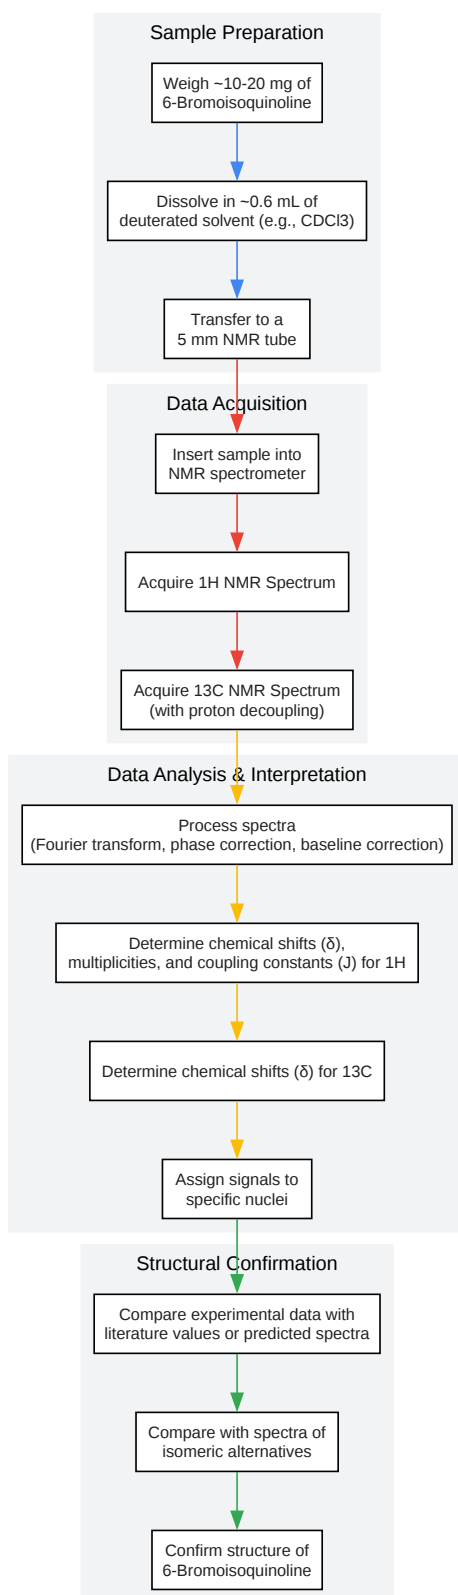 Sample Preparation
Weigh ~10-20 mg of
6-Bromoisoquinoline
Dissolve in ~0.6 mL of
deuterated solvent (e.g., CDCl3)
Transfer to a
5 mm NMR tube
Data Acquisition
Insert sample into
NMR spectrometer
Acquire 1H NMR Spectrum
Acquire 13C NMR Spectrum
(with proton decoupling)
Data Analysis & Interpretation
Process spectra
(Fourier transform, phase correction, baseline correction)
Determine chemical shifts (δ),
multiplicities, and coupling constants (J) for 1H
Determine chemical shifts (δ) for 13C
Assign signals to
specific nuclei
Structural Confirmation
Compare experimental data with
literature values or predicted spectra
Compare with spectra of
isomeric alternatives
Confirm structure of
6-Bromoisoquinoline